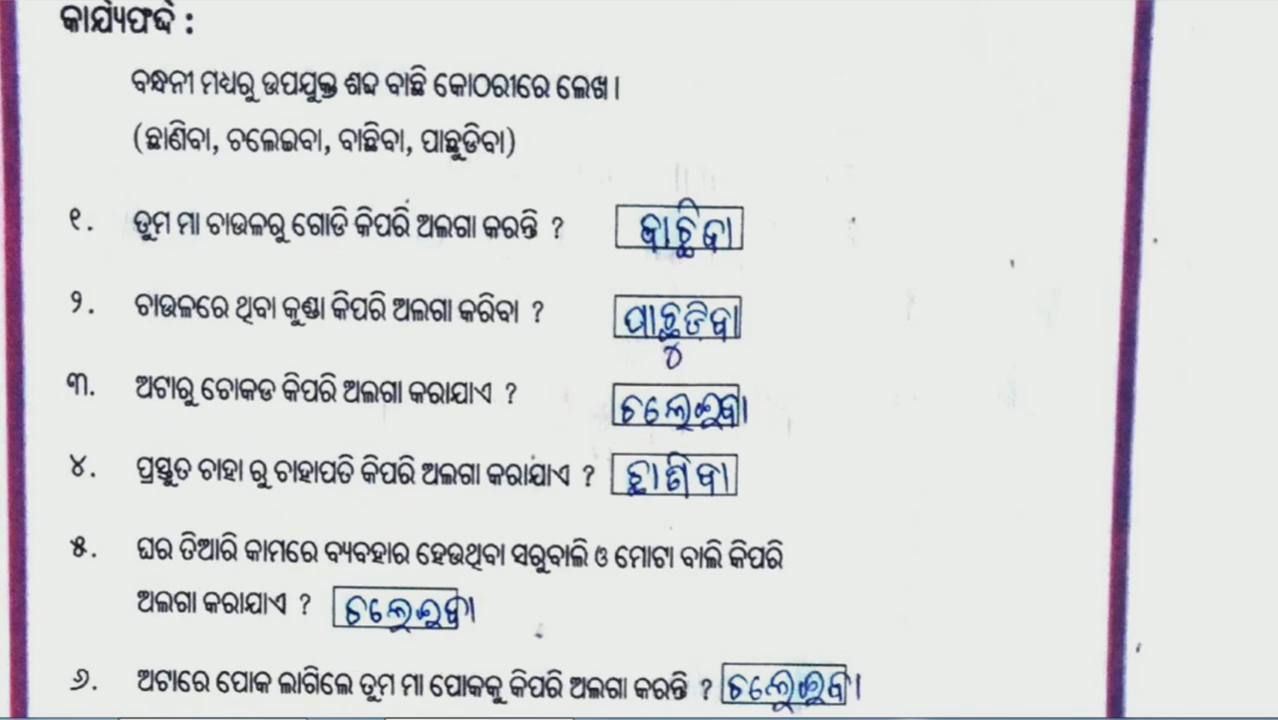 କାର୍ଯ୍ୟଫର୍ଦ୍ଦ :
ବନ୍ଧନୀ ମଧ୍ୟରୁ ଉପଯୁକ୍ତ ଶବ୍ଦ ବାଛି କୋଠରୀରେ ଲେଖ।
(ଛାଣିବା, ଚଲେଇବା, ବାଛିବା, ପାଛୁଡିବା)
୧. ତୁମ ମା ଚାଉଳରୁ ଗୋଡି କିପରି ଅଲଗା କରନ୍ତି ? ବାଛିବା
୨. ଚାଉଳରେ ଥିବା କୁଣ୍ଡା କିପରି ଅଲଗା କରିବା ? ପାଛୁଡିବା
୩. ଅଟାରୁ ଚୋକଡ କିପରି ଅଲଗା କରାଯାଏ ? ଚଲେଇବା
୪. ପ୍ରସ୍ତୁତ ଚାହା ରୁ ଚାହାପତି କିପରି ଅଲଗା କରାଯାଏ ? ଛାଣିବା
୫. ଘର ତିଆରି କାମରେ ବ୍ୟବହାର ହେଉଥିବା ସରୁବାଲି ଓ ମୋଟା ବାଲି କିପରି
ଅଲଗା କରାଯାଏ ? ଚଲେଇବା
୬. ଅଟାରେ ପୋକ ଲାଗିଲେ ତୁମ ମା ପୋକକୁ କିପରି ଅଲଗା କରନ୍ତି ? ଚଲେଇବା